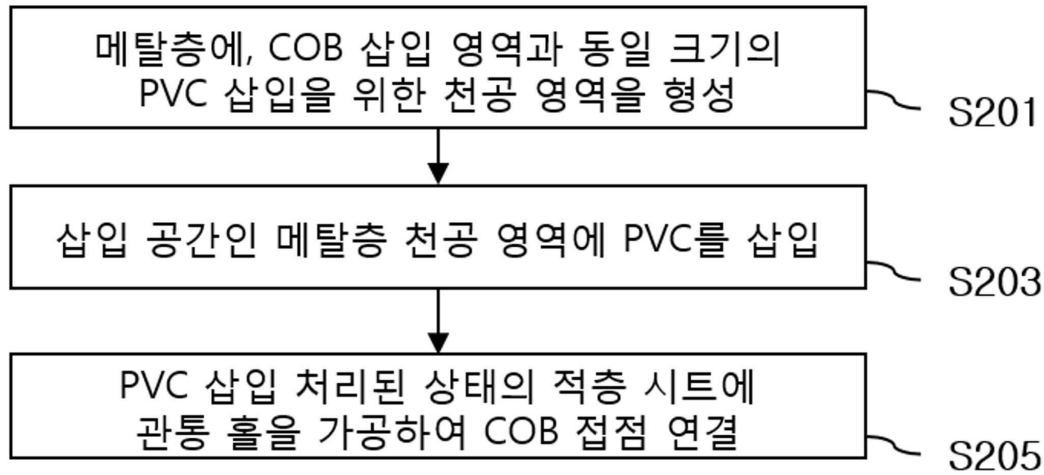 메탈층에, COB 삽입 영역과 동일 크기의
PVC 삽입을 위한 천공 영역을 형성
S201
삽입 공간인 메탈층 천공 영역에 PVC를 삽입
S203
PVC 삽입 처리된 상태의 적층 시트에
관통 홀을 가공하여 COB 접점 연결
S205